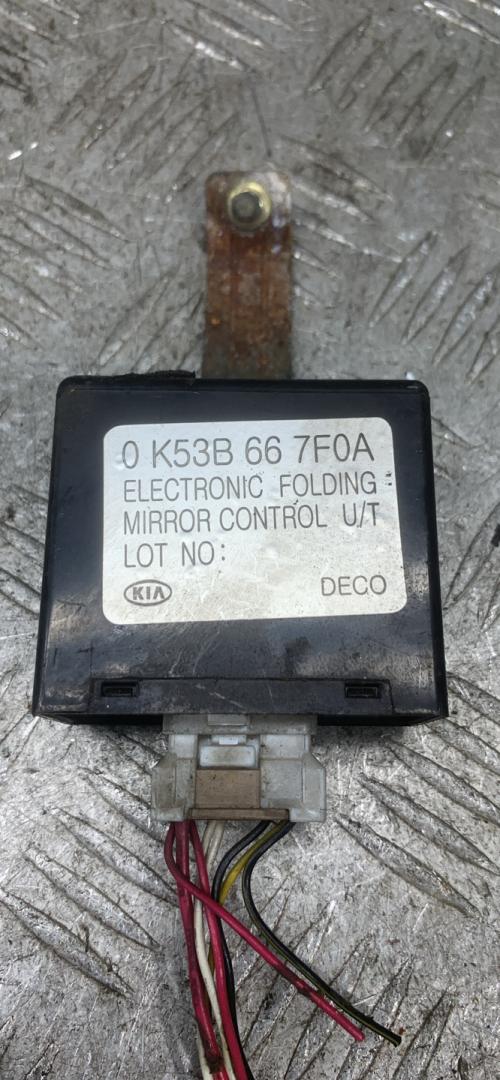 0 K53B 66 7F0A
ELECTRONIC FOLDING
MIRROR CONTROL U/T
LOT NO:
KIA DECO